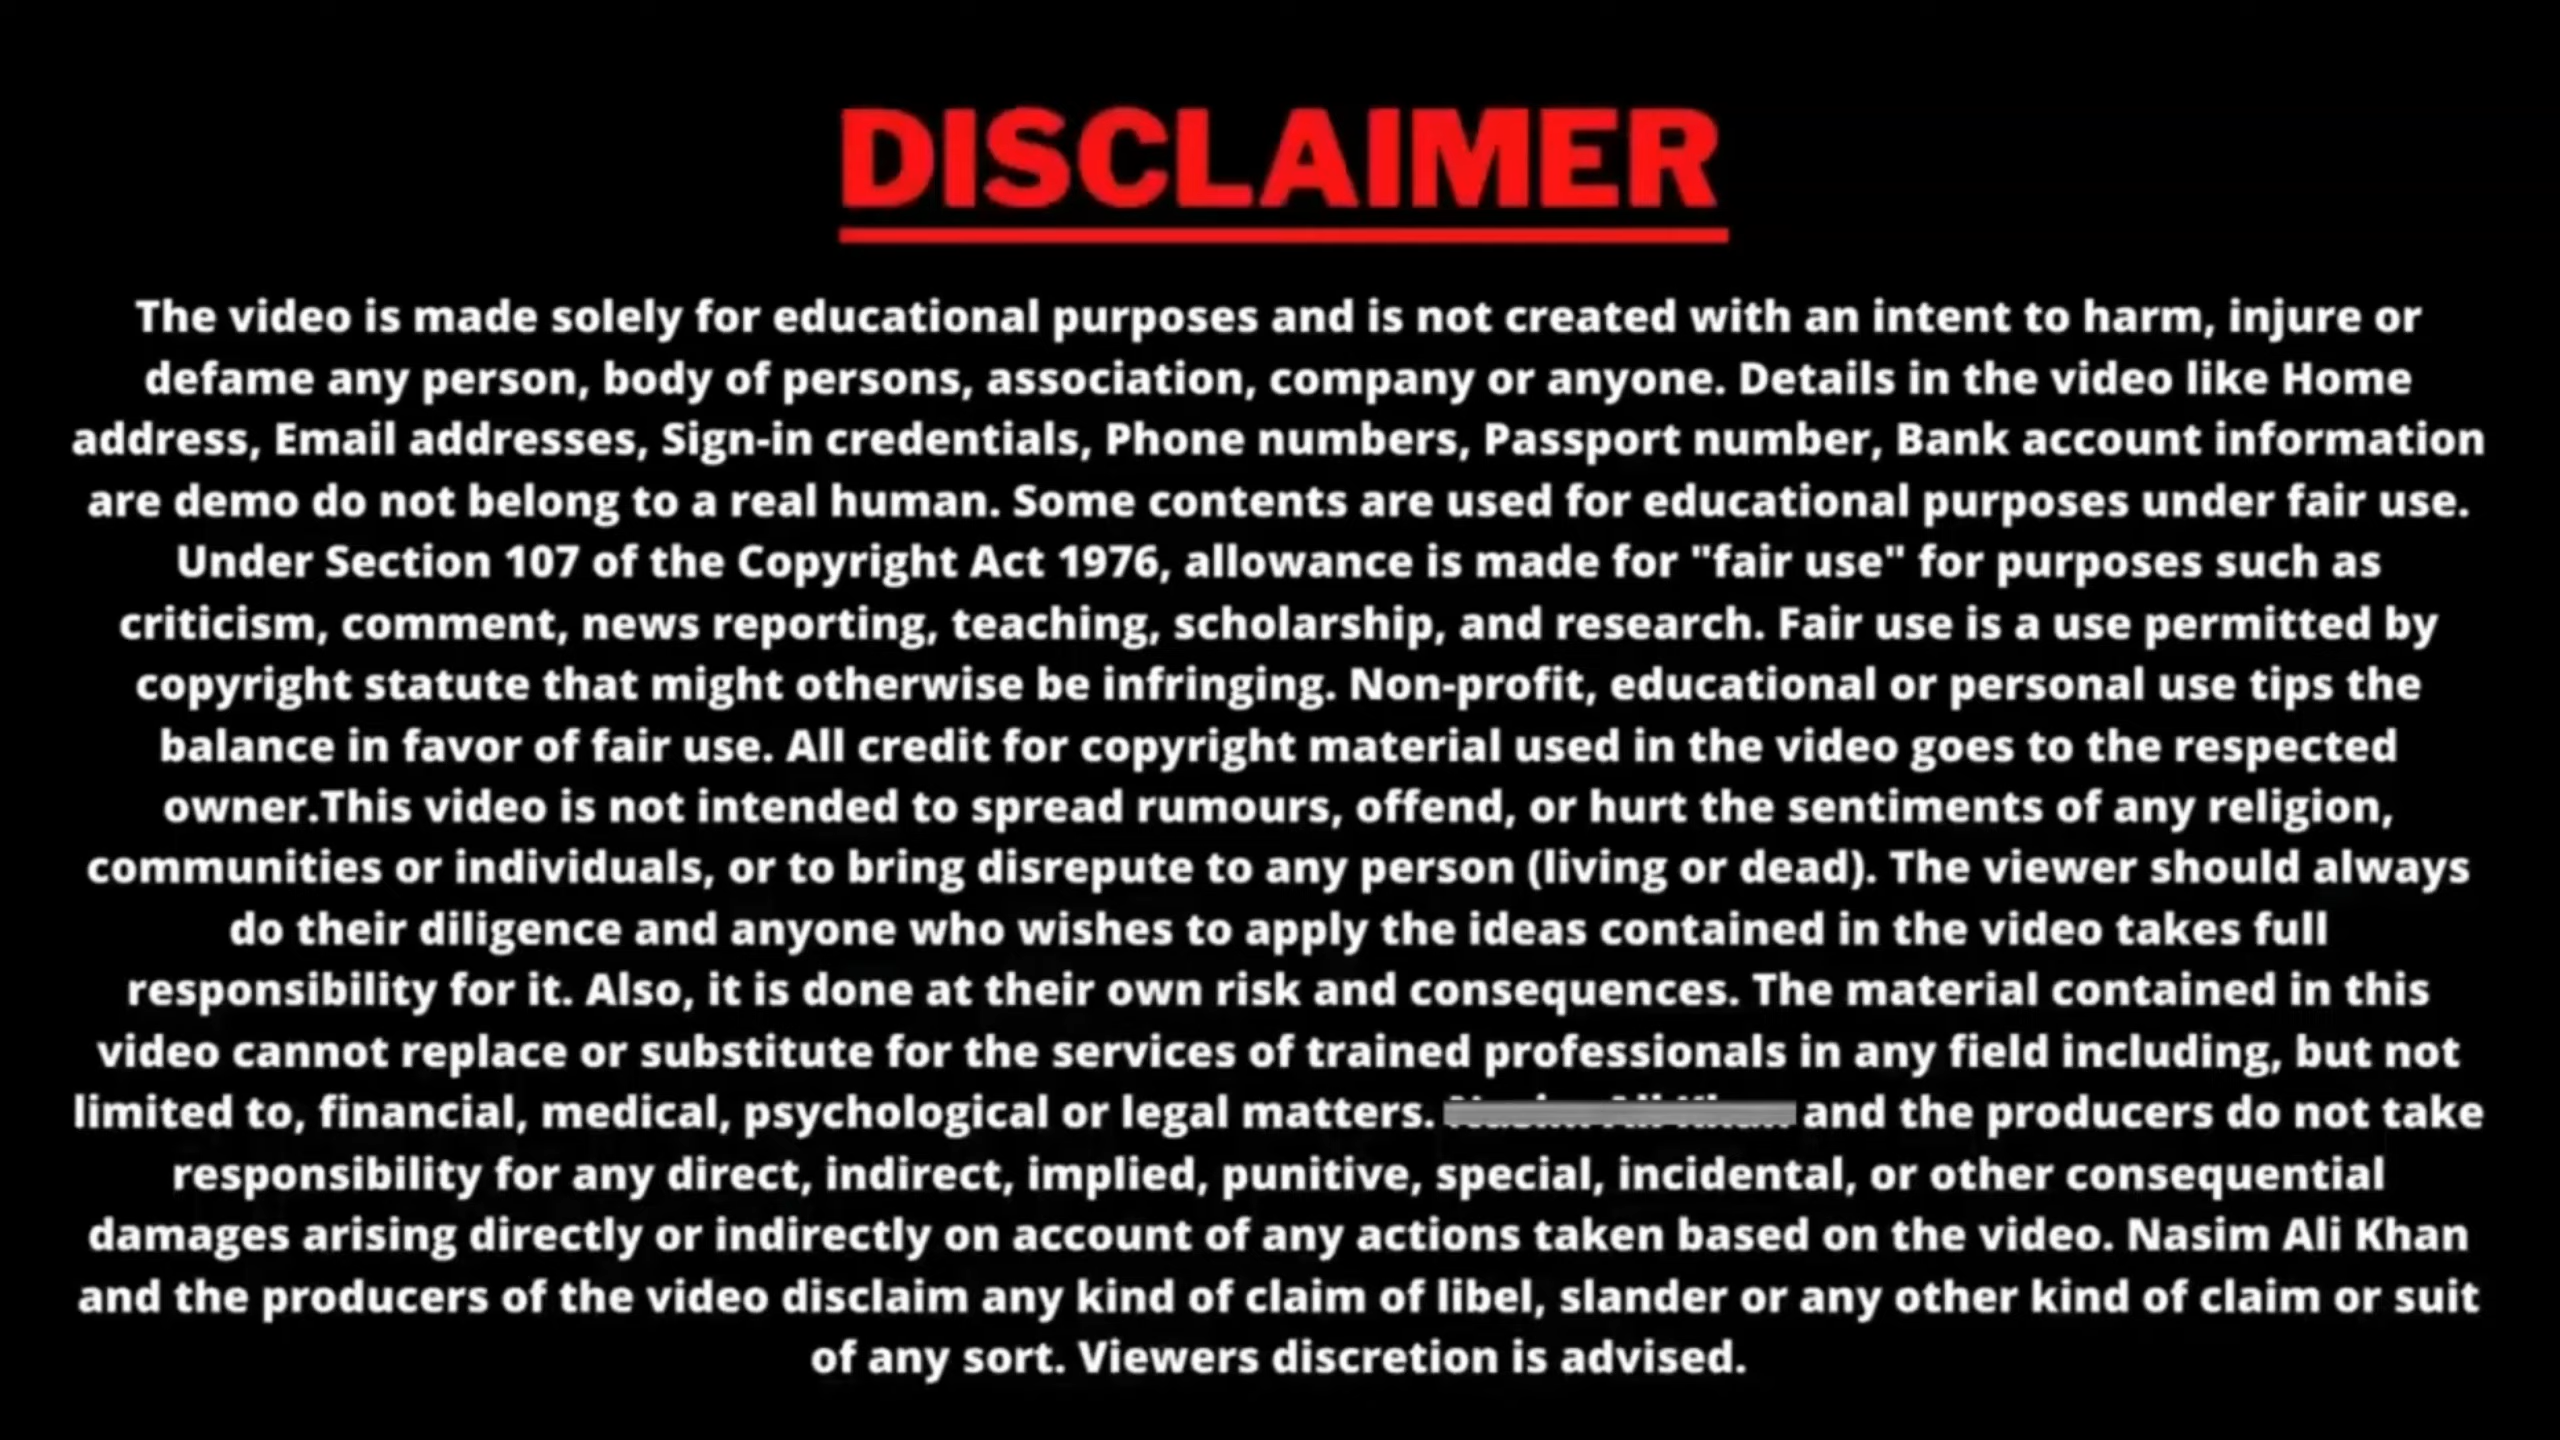 DISCLAIMER
The video is made solely for educational purposes and is not created with an intent to harm, injure or
defame any person, body of persons, association, company or anyone. Details in the video like Home
address, Email addresses, Sign-in credentials, Phone numbers, Passport number, Bank account information
are demo do not belong to a real human. Some contents are used for educational purposes under fair use.
Under Section 107 of the Copyright Act 1976, allowance is made for "fair use" for purposes such as
criticism, comment, news reporting, teaching, scholarship, and research. Fair use is a use permitted by
copyright statute that might otherwise be infringing. Non-profit, educational or personal use tips the
balance in favor of fair use. All credit for copyright material used in the video goes to the respected
owner.This video is not intended to spread rumours, offend, or hurt the sentiments of any religion,
communities or individuals, or to bring disrepute to any person (living or dead). The viewer should always
do their diligence and anyone who wishes to apply the ideas contained in the video takes full
responsibility for it. Also, it is done at their own risk and consequences. The material contained in this
video cannot replace or substitute for the services of trained professionals in any field including, but not
limited to, financial, medical, psychological or legal matters. and the producers do not take
responsibility for any direct, indirect, implied, punitive, special, incidental, or other consequential
damages arising directly or indirectly on account of any actions taken based on the video. Nasim Ali Khan
and the producers of the video disclaim any kind of claim of libel, slander or any other kind of claim or suit
of any sort. Viewers discretion is advised.